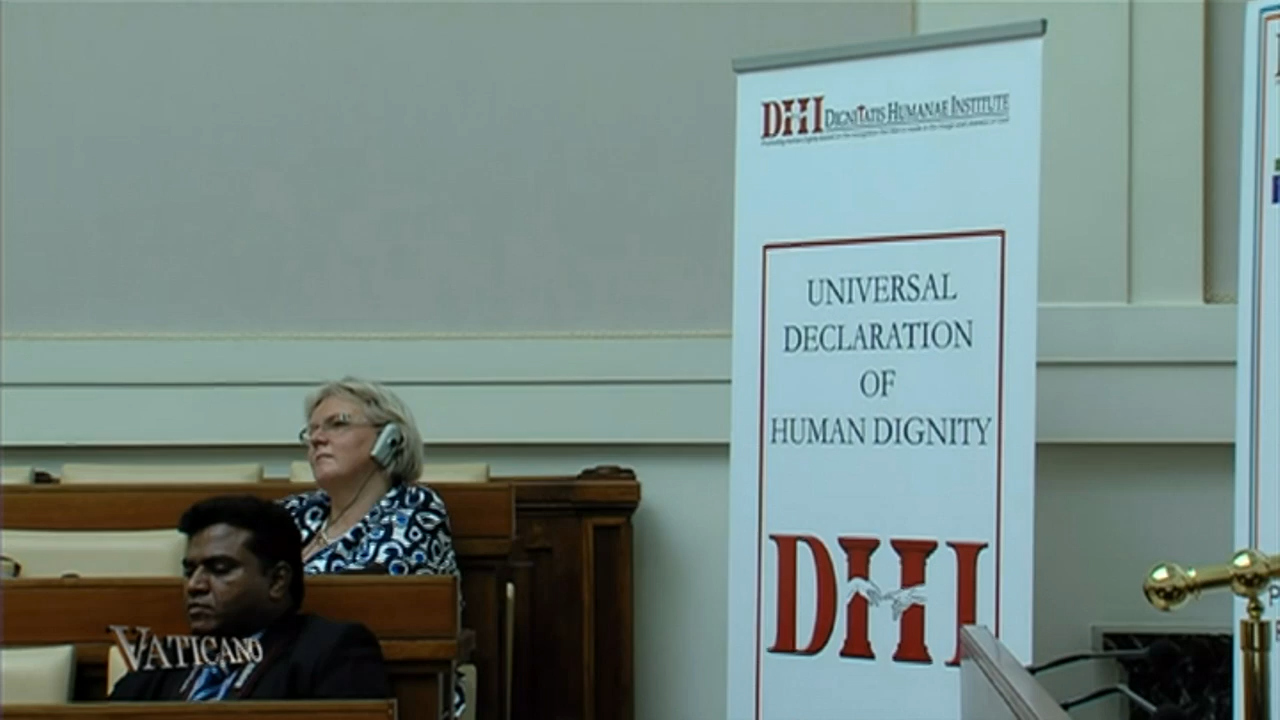 DHI DIGNITATIS HUMANAE INSTITUTE
UNIVERSAL
DECLARATION
OF
HUMAN DIGNITY
DHI
VATICANO